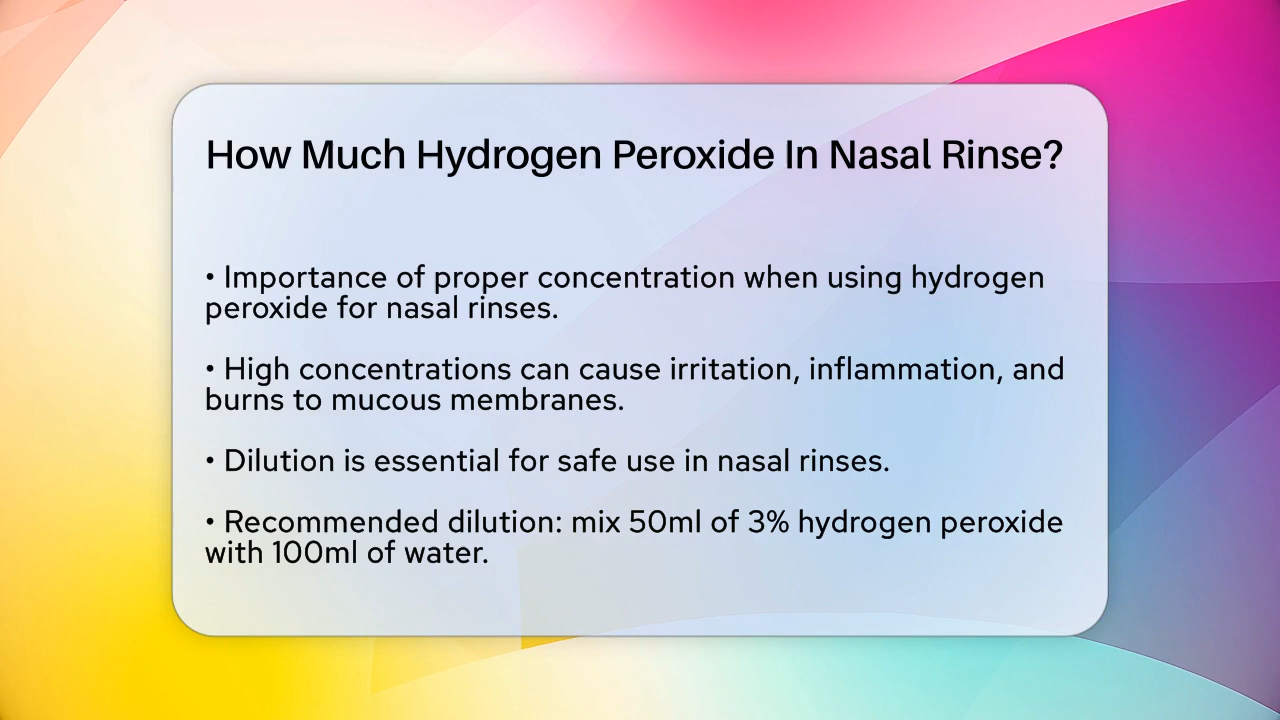 How Much Hydrogen Peroxide In Nasal Rinse?
• Importance of proper concentration when using hydrogen
peroxide for nasal rinses.
• High concentrations can cause irritation, inflammation, and
burns to mucous membranes.
• Dilution is essential for safe use in nasal rinses.
• Recommended dilution: mix 50ml of 3% hydrogen peroxide
with 100ml of water.